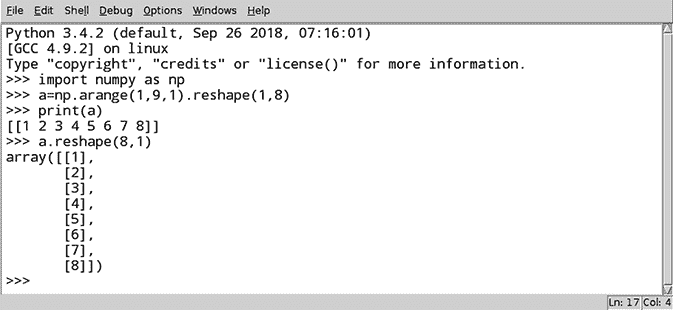 File Edit Shell Debug Options Windows Help
Python 3.4.2 (default, Sep 26 2018, 07:16:01)
[GCC 4.9.2] on linux
Type "copyright", "credits" or "license()" for more information.
>>> import numpy as np
>>> a=np.arange(1,9,1).reshape(1,8)
>>> print(a)
[[1 2 3 4 5 6 7 8]]
>>> a.reshape(8,1)
array([[1],
       [2],
       [3],
       [4],
       [5],
       [6],
       [7],
       [8]])
>>>
Ln: 17 Col: 4